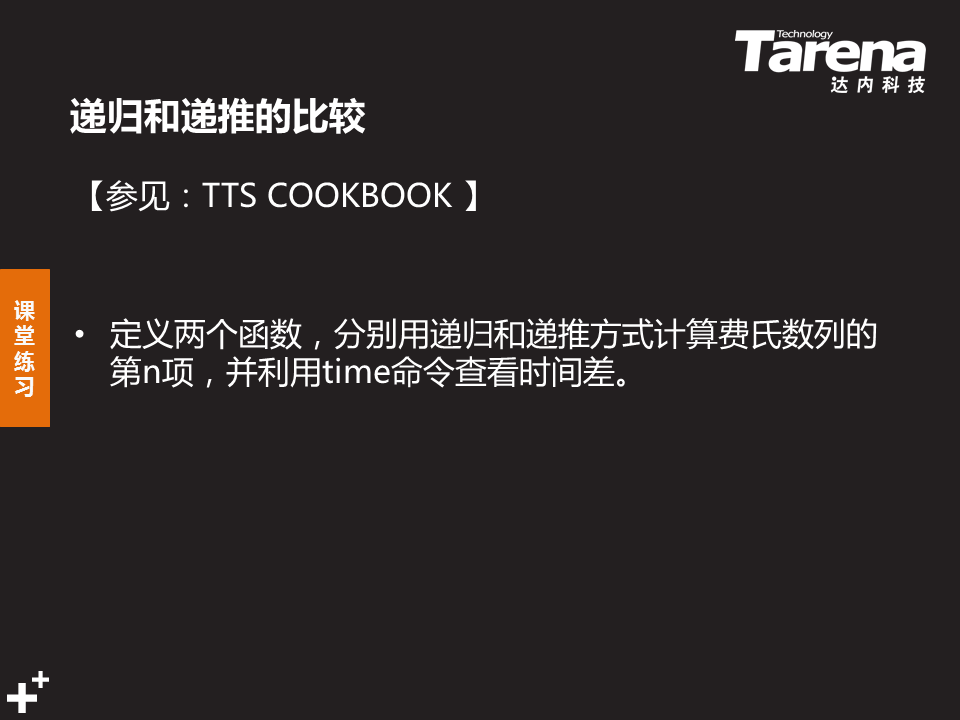 Technology
Tarena
达内科技
递归和递推的比较
【参见：TTS COOKBOOK 】
课堂练习
• 定义两个函数，分别用递归和递推方式计算费氏数列的
第n项，并利用time命令查看时间差。